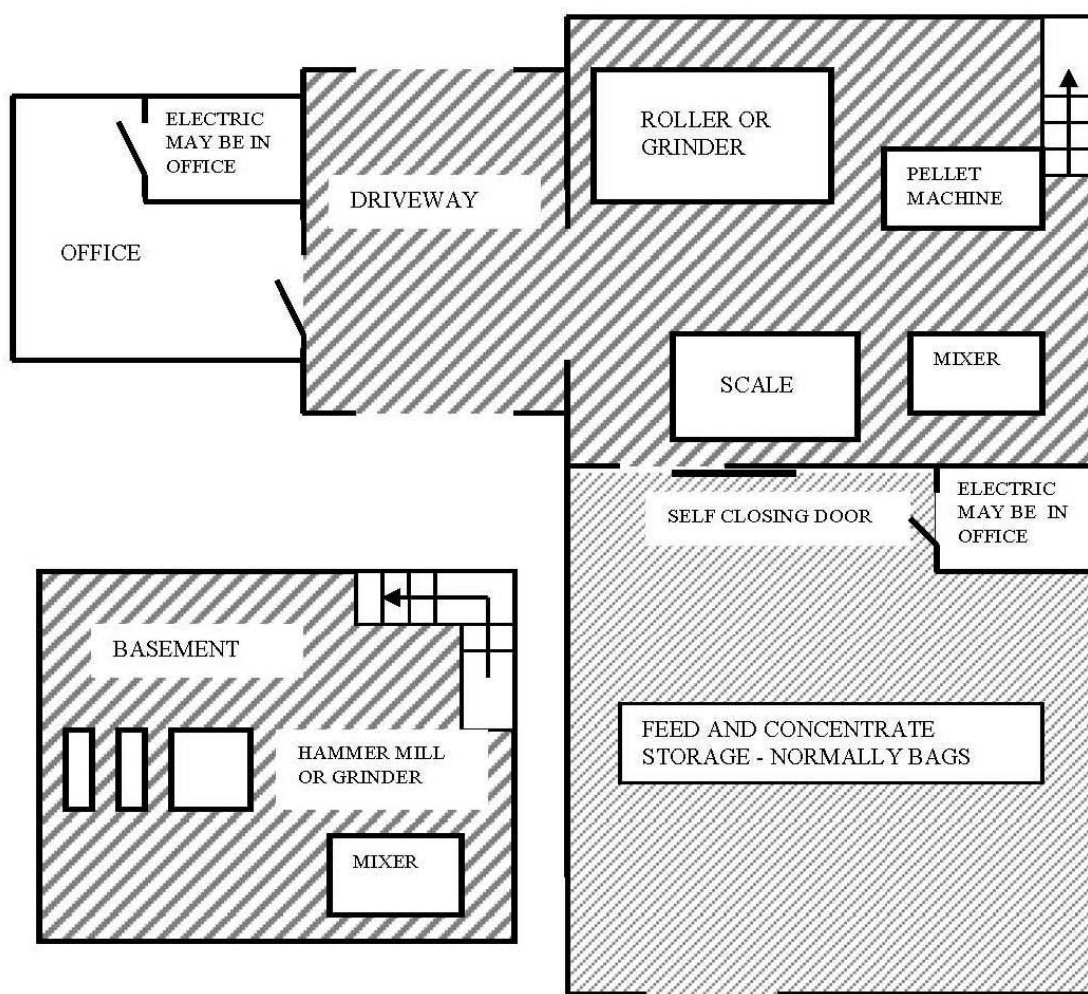 ELECTRIC
MAY BE IN
OFFICE
OFFICE
DRIVEWAY
ROLLER OR
GRINDER
PELLET
MACHINE
SCALE
MIXER
SELF CLOSING DOOR
ELECTRIC
MAY BE IN
OFFICE
BASEMENT
HAMMER MILL
OR GRINDER
MIXER
FEED AND CONCENTRATE
STORAGE - NORMALLY BAGS